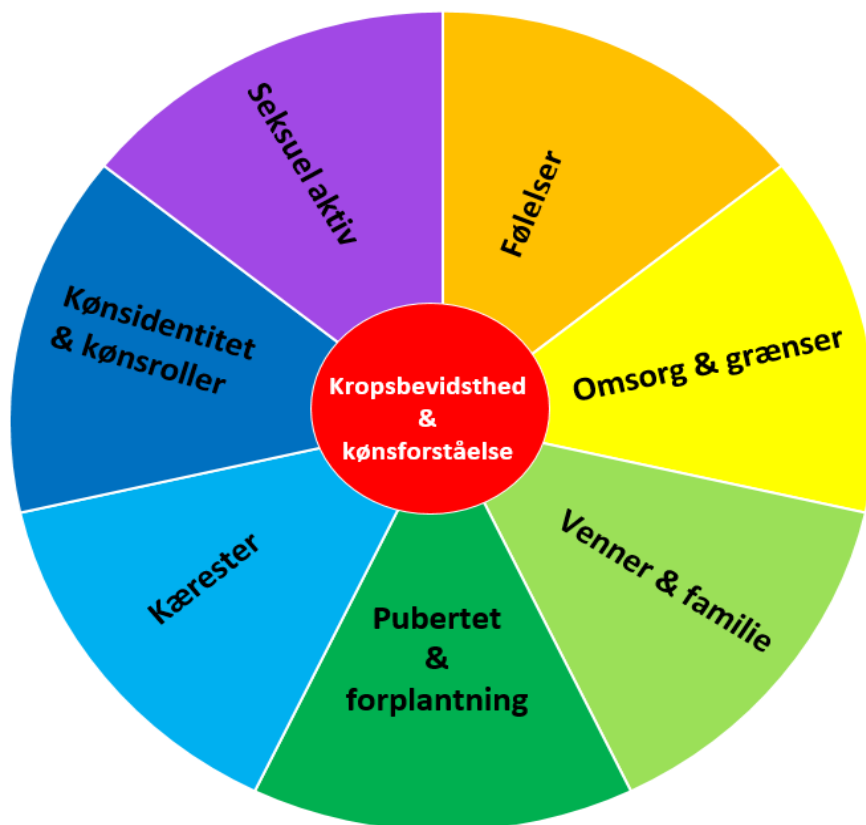 Følelser
Omsorg & grænser
Venner & familie
Pubertet
&
forplantning
Kærester
Kønsidentitet
& kønsroller
Seksuel aktiv
Kropsbevidsthed
&
kønsforståelse